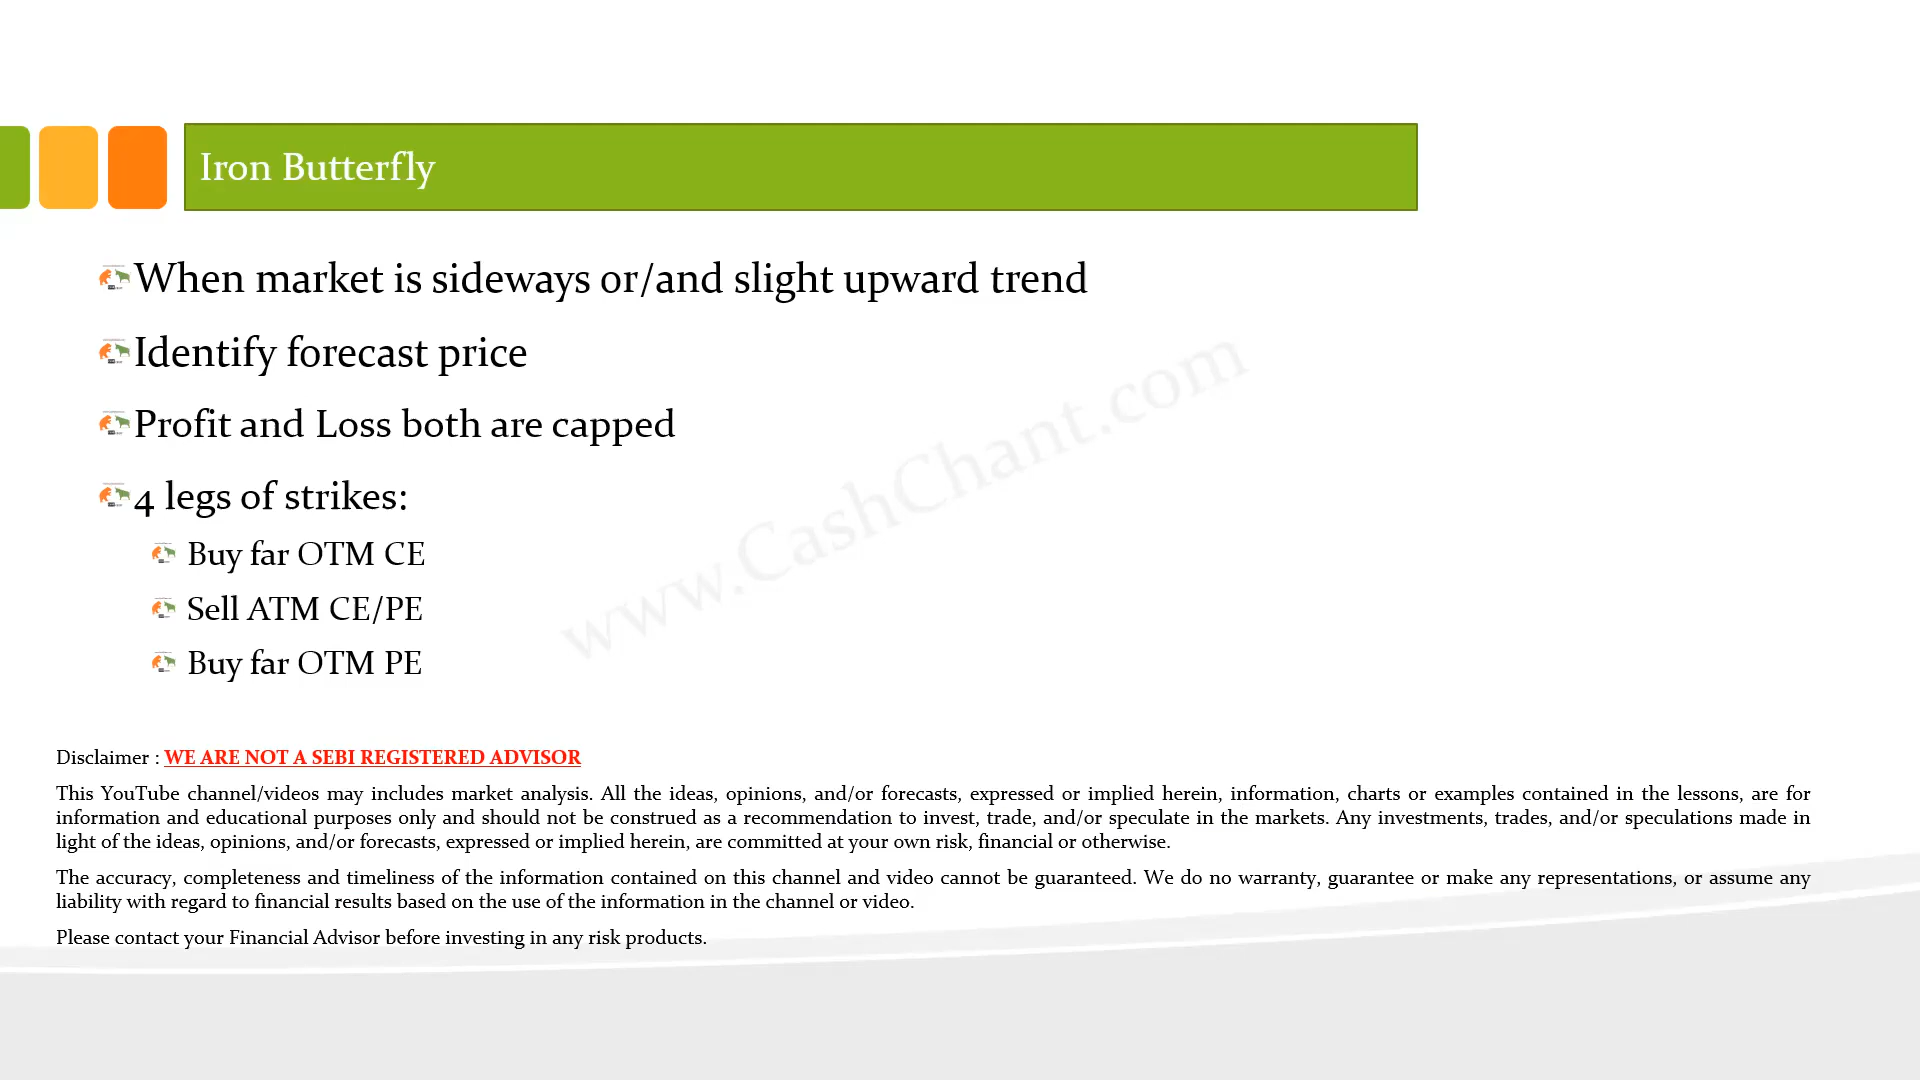 Iron Butterfly
When market is sideways or/and slight upward trend
Identify forecast price
Profit and Loss both are capped
4 legs of strikes:
Buy far OTM CE
Sell ATM CE/PE
Buy far OTM PE
www.CashChant.com
Disclaimer : WE ARE NOT A SEBI REGISTERED ADVISOR
This YouTube channel/videos may includes market analysis. All the ideas, opinions, and/or forecasts, expressed or implied herein, information, charts or examples contained in the lessons, are for
information and educational purposes only and should not be construed as a recommendation to invest, trade, and/or speculate in the markets. Any investments, trades, and/or speculations made in
light of the ideas, opinions, and/or forecasts, expressed or implied herein, are committed at your own risk, financial or otherwise.
The accuracy, completeness and timeliness of the information contained on this channel and video cannot be guaranteed. We do no warranty, guarantee or make any representations, or assume any
liability with regard to financial results based on the use of the information in the channel or video.
Please contact your Financial Advisor before investing in any risk products.